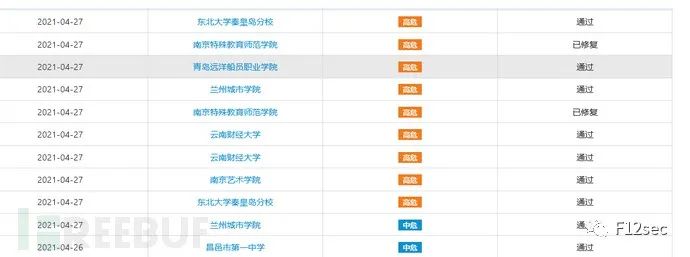 2021-04-27 东北大学秦皇岛分校 高危 通过
2021-04-27 南京特殊教育师范学院 高危 已修复
2021-04-27 青岛远洋船员职业学院 高危 通过
2021-04-27 兰州城市学院 高危 通过
2021-04-27 南京特殊教育师范学院 高危 已修复
2021-04-27 云南财经大学 高危 通过
2021-04-27 云南财经大学 高危 通过
2021-04-27 南京艺术学院 高危 通过
2021-04-27 东北大学秦皇岛分校 高危 通过
2021-04-27 兰州城市学院 中危 通过
2021-04-26 昌邑市第一中学 高危 通过
REEBUF
F12sec